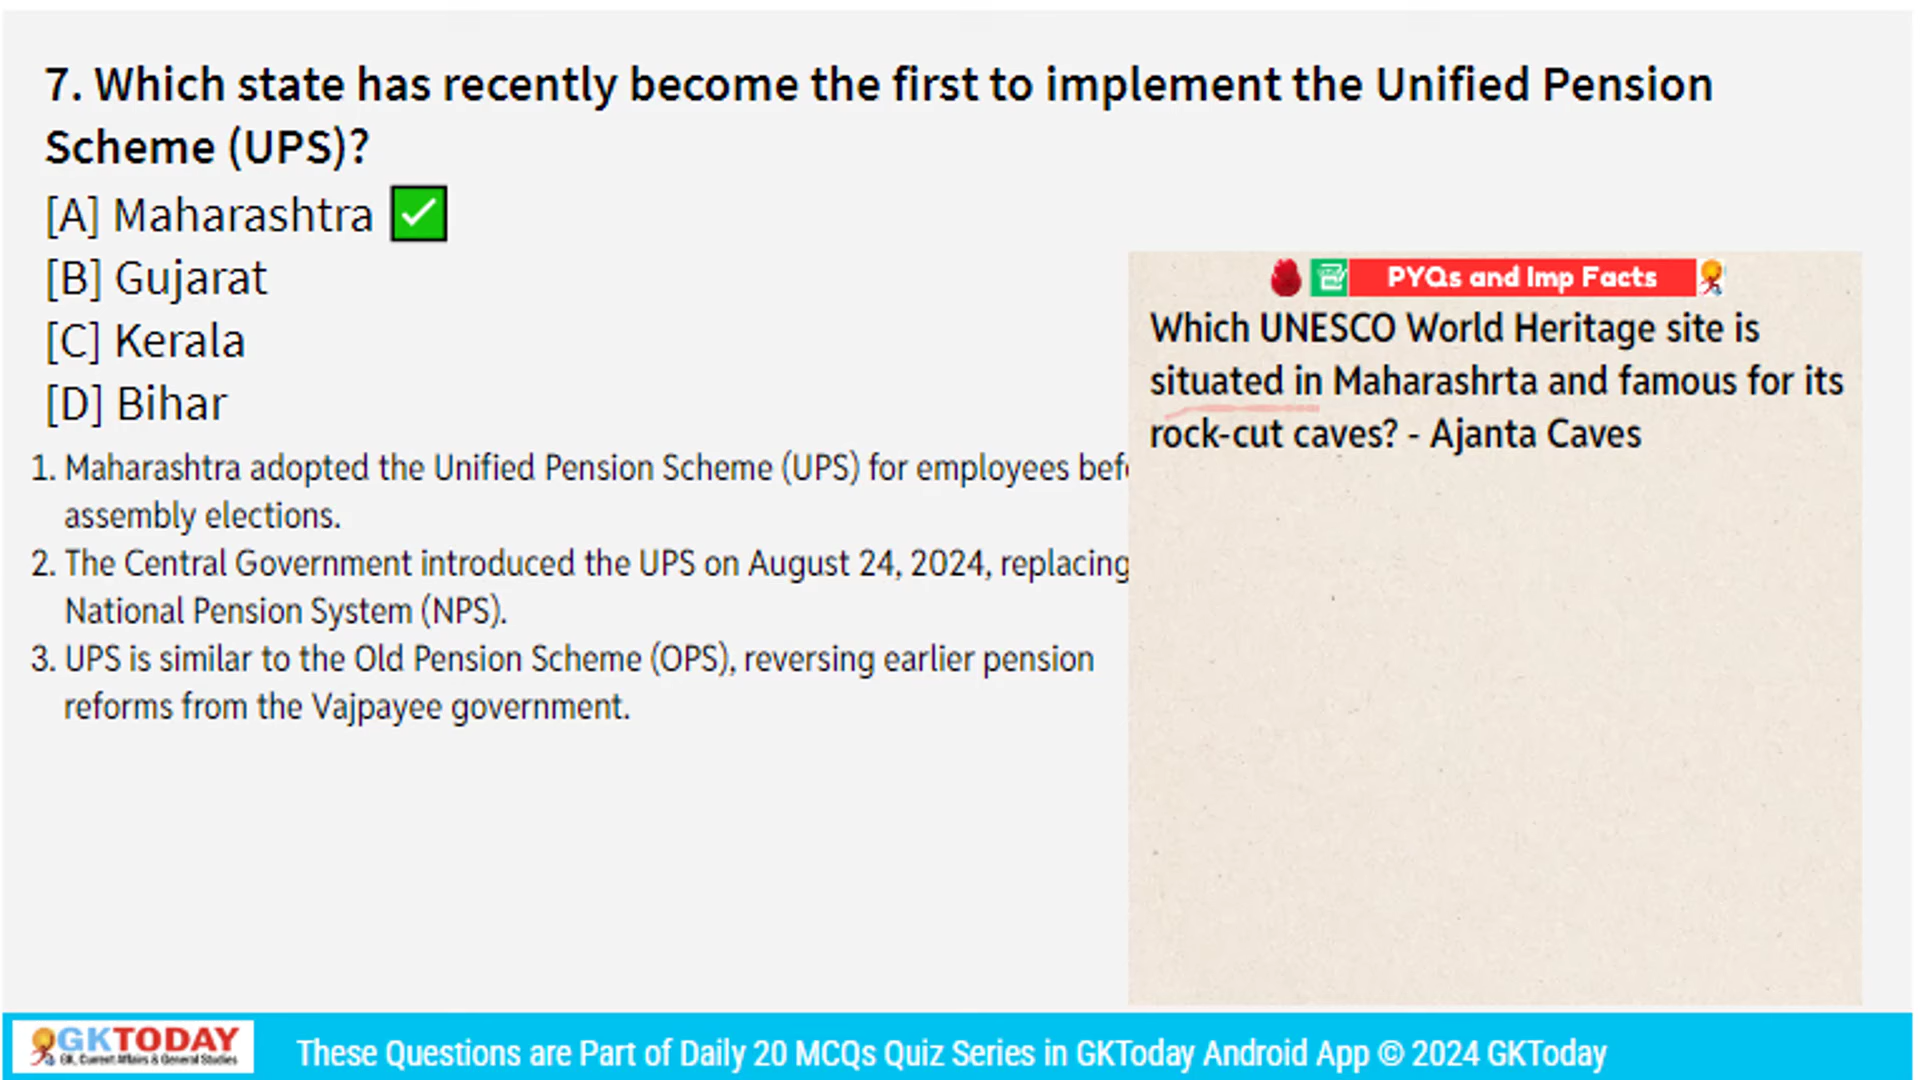 7. Which state has recently become the first to implement the Unified Pension
Scheme (UPS)?
[A] Maharashtra
[B] Gujarat
[C] Kerala
[D] Bihar
1. Maharashtra adopted the Unified Pension Scheme (UPS) for employees
assembly elections.
2. The Central Government introduced the UPS on August 24, 2024, replacing
National Pension System (NPS).
3. UPS is similar to the Old Pension Scheme (OPS), reversing earlier pension
reforms from the Vajpayee government.
PYQs and Imp Facts
Which UNESCO World Heritage site is
situated in Maharashrta and famous for its
rock-cut caves? - Ajanta Caves
GKTODAY
GK, Current Affairs & General Studies
These Questions are Part of Daily 20 MCQs Quiz Series in GKToday Android App © 2024 GKToday